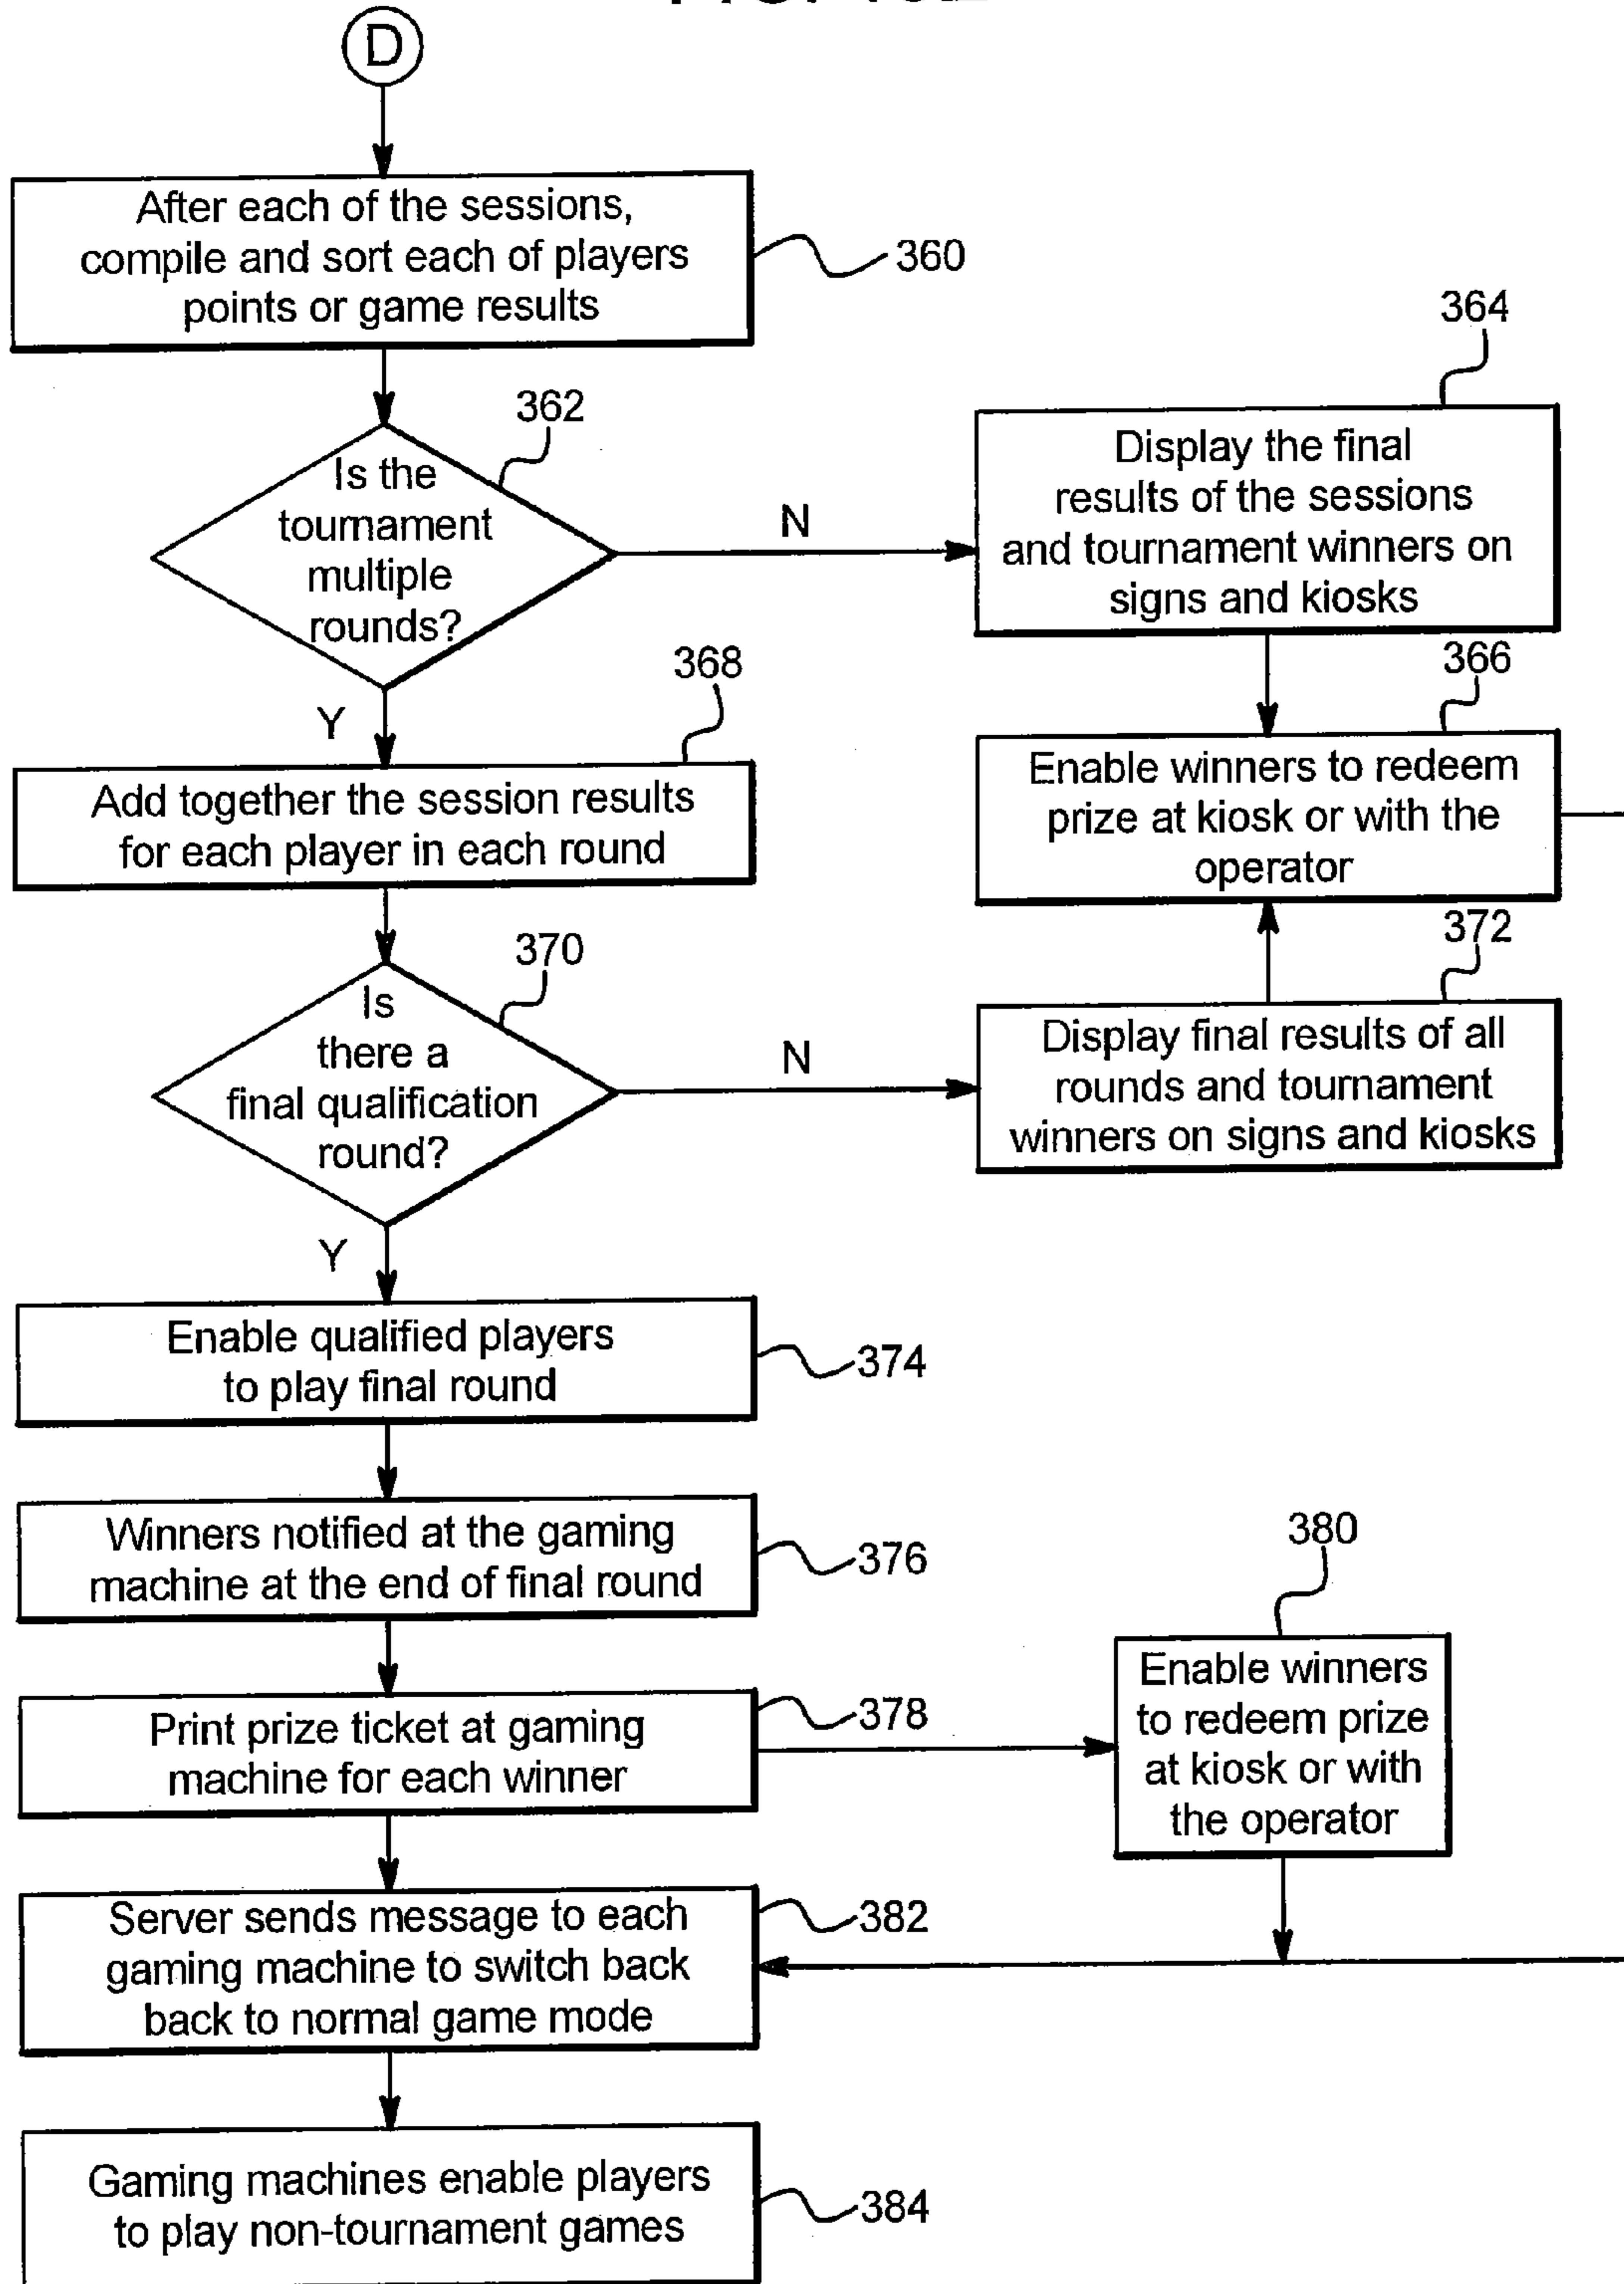 D
After each of the sessions,
compile and sort each of players
points or game results
360
362
Is the
tournament
multiple
rounds?
N
Y
364
Display the final
results of the sessions
and tournament winners on
signs and kiosks
366
Enable winners to redeem
prize at kiosk or with the
operator
368
Add together the session results
for each player in each round
370
Is
there a
final qualification
round?
N
Y
372
Display final results of all
rounds and tournament
winners on signs and kiosks
Enable qualified players
to play final round
374
Winners notified at the gaming
machine at the end of final round
376
Print prize ticket at gaming
machine for each winner
378
380
Enable winners
to redeem prize
at kiosk or with
the operator
Server sends message to each
gaming machine to switch back
back to normal game mode
382
Gaming machines enable players
to play non-tournament games
384